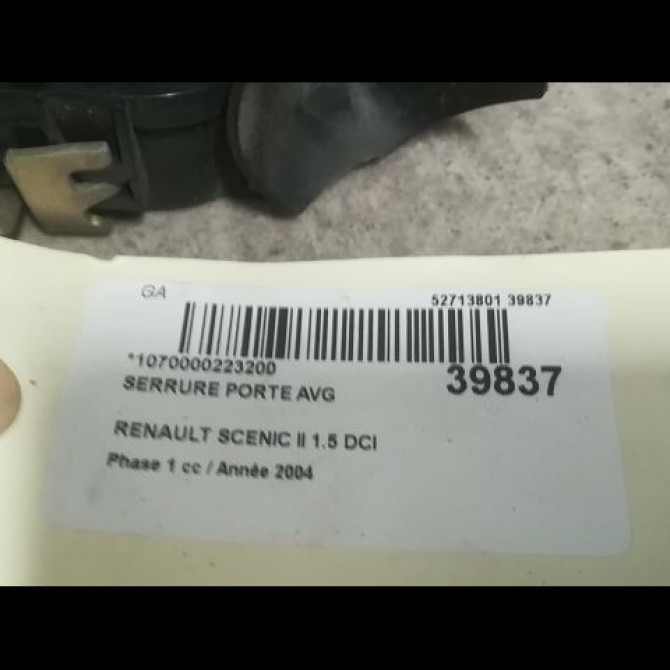 GA
52713801 39837
*1070000223200
39837
SERRURE PORTE AVG
RENAULT SCENIC II 1.5 DCI
Phase 1 cc / Année 2004